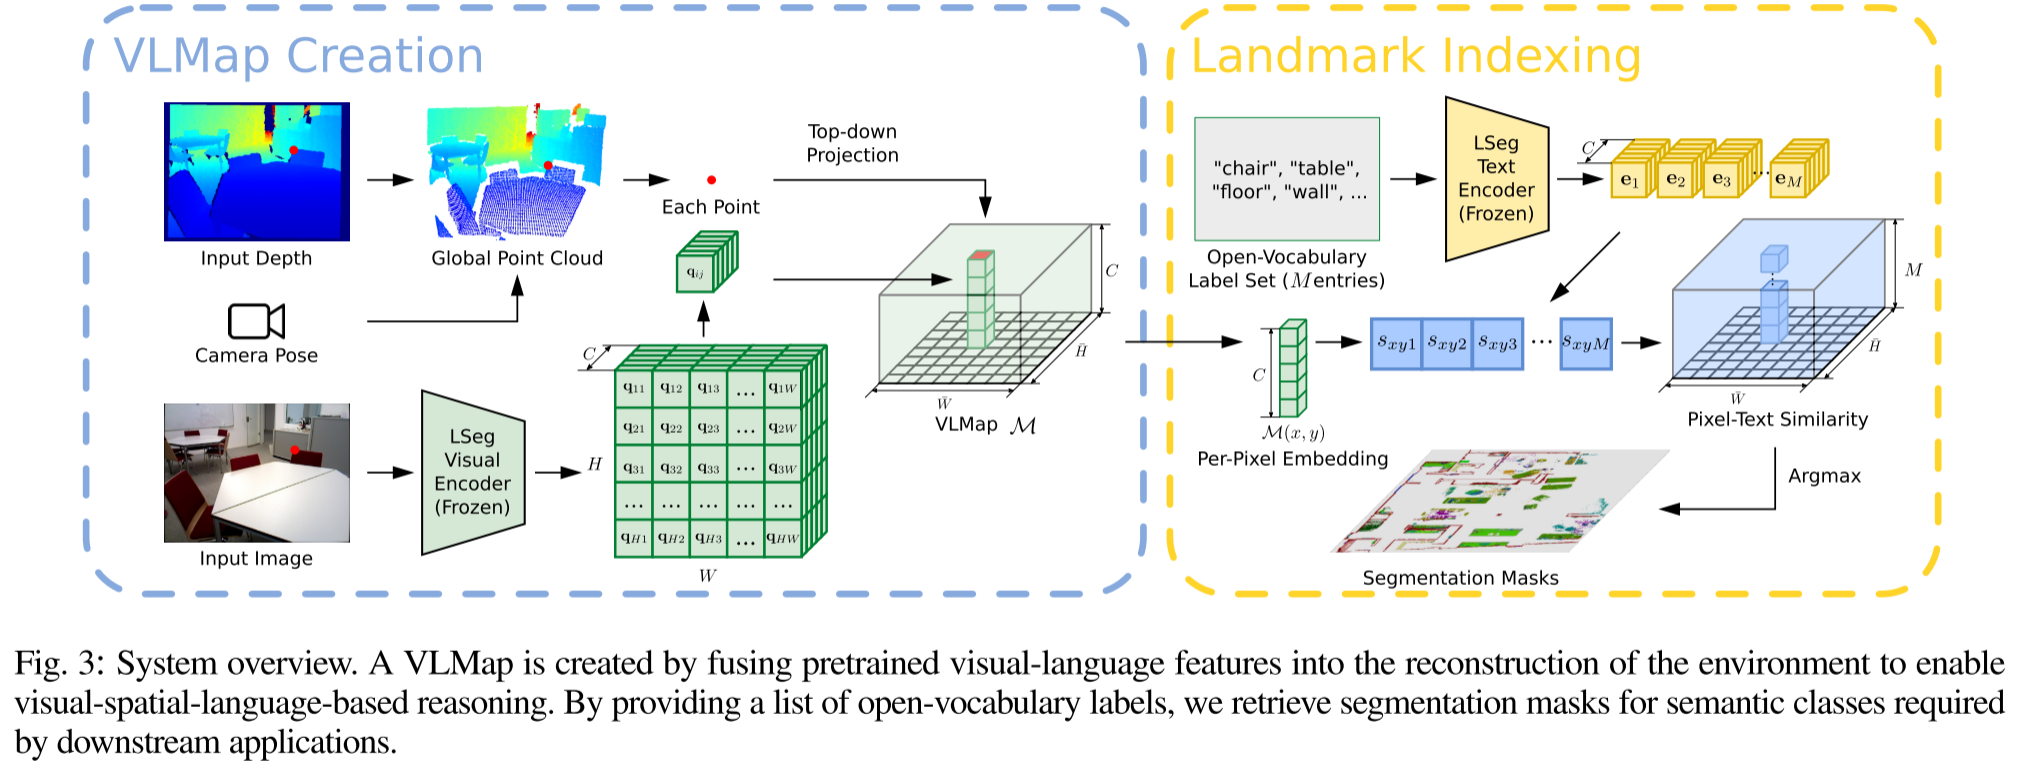 VLMap Creation
Input Depth
Global Point Cloud
Each Point
Top-down
Projection
Camera Pose
Input Image
LSeg
Visual
Encoder
(Frozen)
q_{ij}
C
H
W
q_{11} q_{12} q_{13} ... q_{1W}
q_{21} q_{22} q_{23} ... q_{2W}
q_{31} q_{32} q_{33} ... q_{3W}
... ... ... ... ...
q_{H1} q_{H2} q_{H3} ... q_{HW}
C
H̄
W̄
VLMap ℳ
Landmark Indexing
"chair", "table",
"floor", "wall", ...
Open-Vocabulary
Label Set (M entries)
LSeg
Text
Encoder
(Frozen)
C
e_1 e_2 e_3 ... e_M
C
ℳ(x, y)
Per-Pixel Embedding
s_{xy1} s_{xy2} s_{xy3} ... s_{xyM}
M
H̄
W̄
Pixel-Text Similarity
Argmax
Segmentation Masks
Fig. 3: System overview. A VLMap is created by fusing pretrained visual-language features into the reconstruction of the environment to enable
visual-spatial-language-based reasoning. By providing a list of open-vocabulary labels, we retrieve segmentation masks for semantic classes required
by downstream applications.